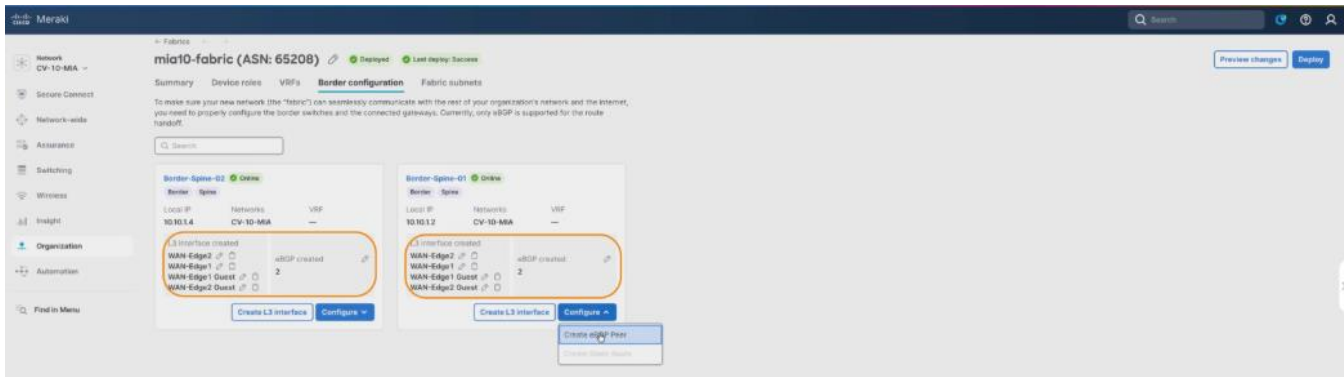 CISCO Meraki
Search
Network
CV-10-MIA
Secure Connect
Network-wide
Assurance
Switching
Wireless
Insight
Organization
Automation
Find in Menu
Fabrics
mia10-fabric (ASN: 65208) Deployed Last deploy: Success
Preview changes Deploy
Summary Device roles VRFs Border configuration Fabric subnets
To make sure your new network (the "fabric") can seamlessly communicate with the rest of your organization's network and the internet,
you need to properly configure the border switches and the connected gateways. Currently, only eBGP is supported for the route
handoff.
Search
Border-Spine-02 Online
Border Spine
Local IP Networks VRF
10.10.1.4 CV-10-MIA —
L3 interface created
WAN-Edge2
WAN-Edge1
WAN-Edge1 Guest
WAN-Edge2 Guest
eBGP created
2
Create L3 interface Configure
Border-Spine-01 Online
Border Spine
Local IP Networks VRF
10.10.1.2 CV-10-MIA —
L3 interface created
WAN-Edge2
WAN-Edge1
WAN-Edge1 Guest
WAN-Edge2 Guest
eBGP created
2
Create L3 interface Configure
Create eBGP Peer
Create Static Route